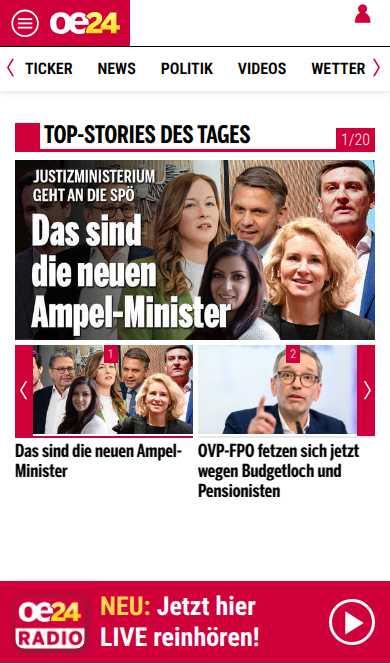 oe24
TICKER NEWS POLITIK VIDEOS WETTER
TOP-STORIES DES TAGES
1/20
JUSTIZMINISTERIUM
GEHT AN DIE SPÖ
Das sind
die neuen
Ampel-Minister
1
2
Das sind die neuen Ampel-
Minister
OVP-FPO fetzen sich jetzt
wegen Budgetloch und
Pensionisten
oe24
RADIO
NEU: Jetzt hier
LIVE reinhören!